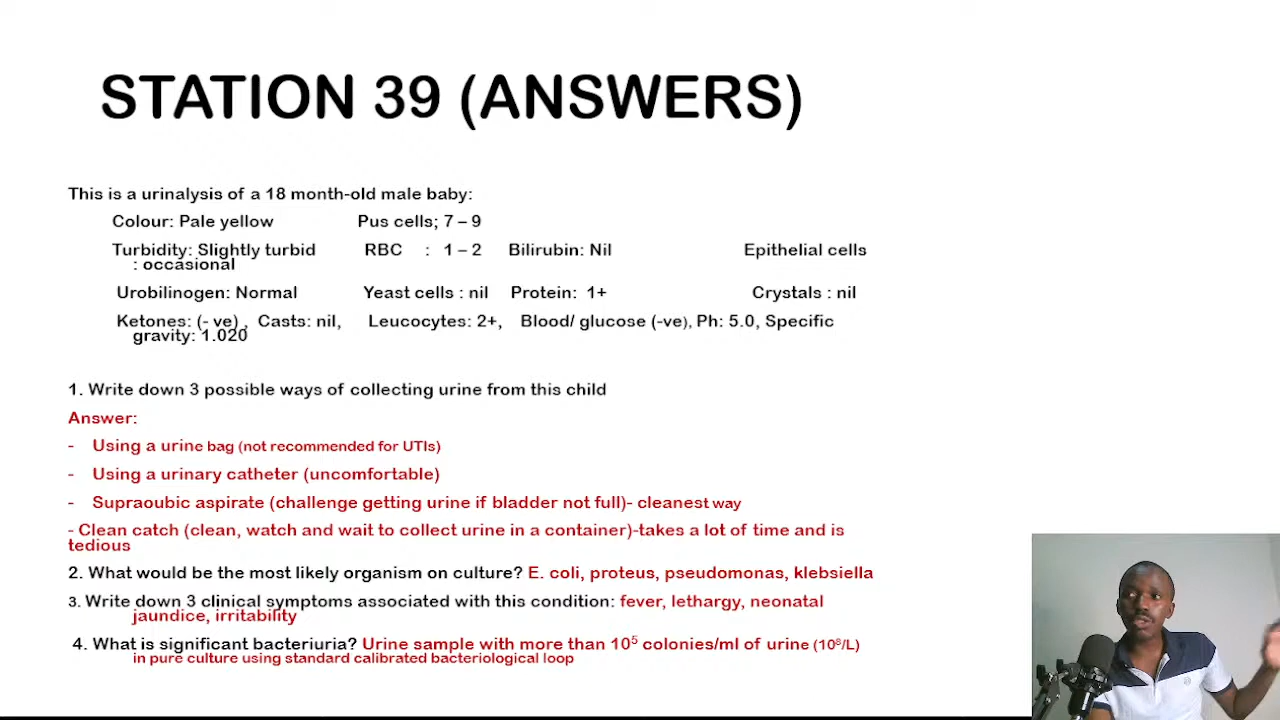 STATION 39 (ANSWERS)
This is a urinalysis of a 18 month-old male baby:
Colour: Pale yellow Pus cells; 7 – 9
Turbidity: Slightly turbid RBC : 1 – 2 Bilirubin: Nil Epithelial cells
: occasional
Urobilinogen: Normal Yeast cells : nil Protein: 1+ Crystals : nil
Ketones: (- ve) , Casts: nil, Leucocytes: 2+, Blood/ glucose (-ve), Ph: 5.0, Specific
gravity: 1.020
1. Write down 3 possible ways of collecting urine from this child
Answer:
- Using a urine bag (not recommended for UTIs)
- Using a urinary catheter (uncomfortable)
- Supraoubic aspirate (challenge getting urine if bladder not full)- cleanest way
- Clean catch (clean, watch and wait to collect urine in a container)-takes a lot of time and is
tedious
2. What would be the most likely organism on culture? E. coli, proteus, pseudomonas, klebsiella
3. Write down 3 clinical symptoms associated with this condition: fever, lethargy, neonatal
jaundice, irritability
4. What is significant bacteriuria? Urine sample with more than 10⁵ colonies/ml of urine (10⁸/L)
in pure culture using standard calibrated bacteriological loop